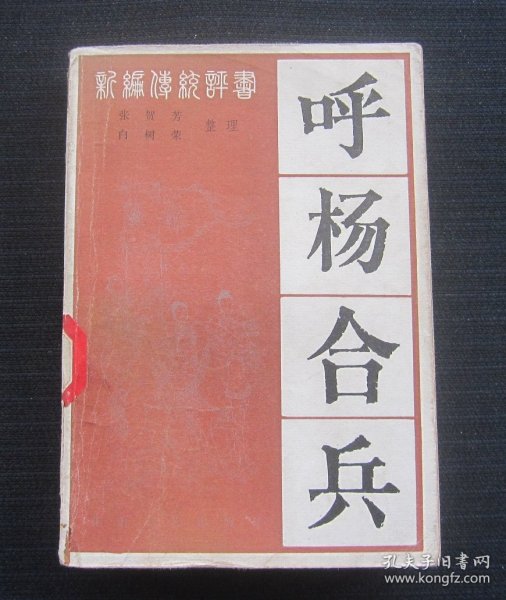 新編傳統評書
张贺芳
白树荣 整理
呼
杨
合
兵
孔夫子旧书网
www.kongfz.com